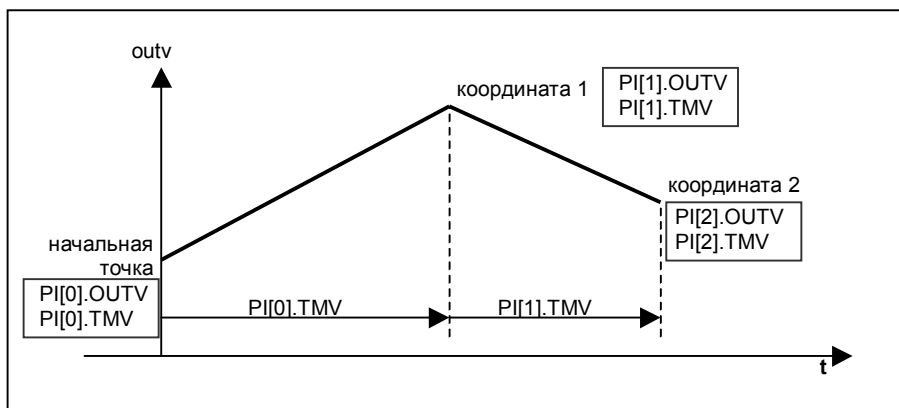 outv
координата 1
PI[1].OUTV
PI[1].TMV
координата 2
PI[2].OUTV
PI[2].TMV
начальная
точка
PI[0].OUTV
PI[0].TMV
PI[0].TMV
PI[1].TMV
t